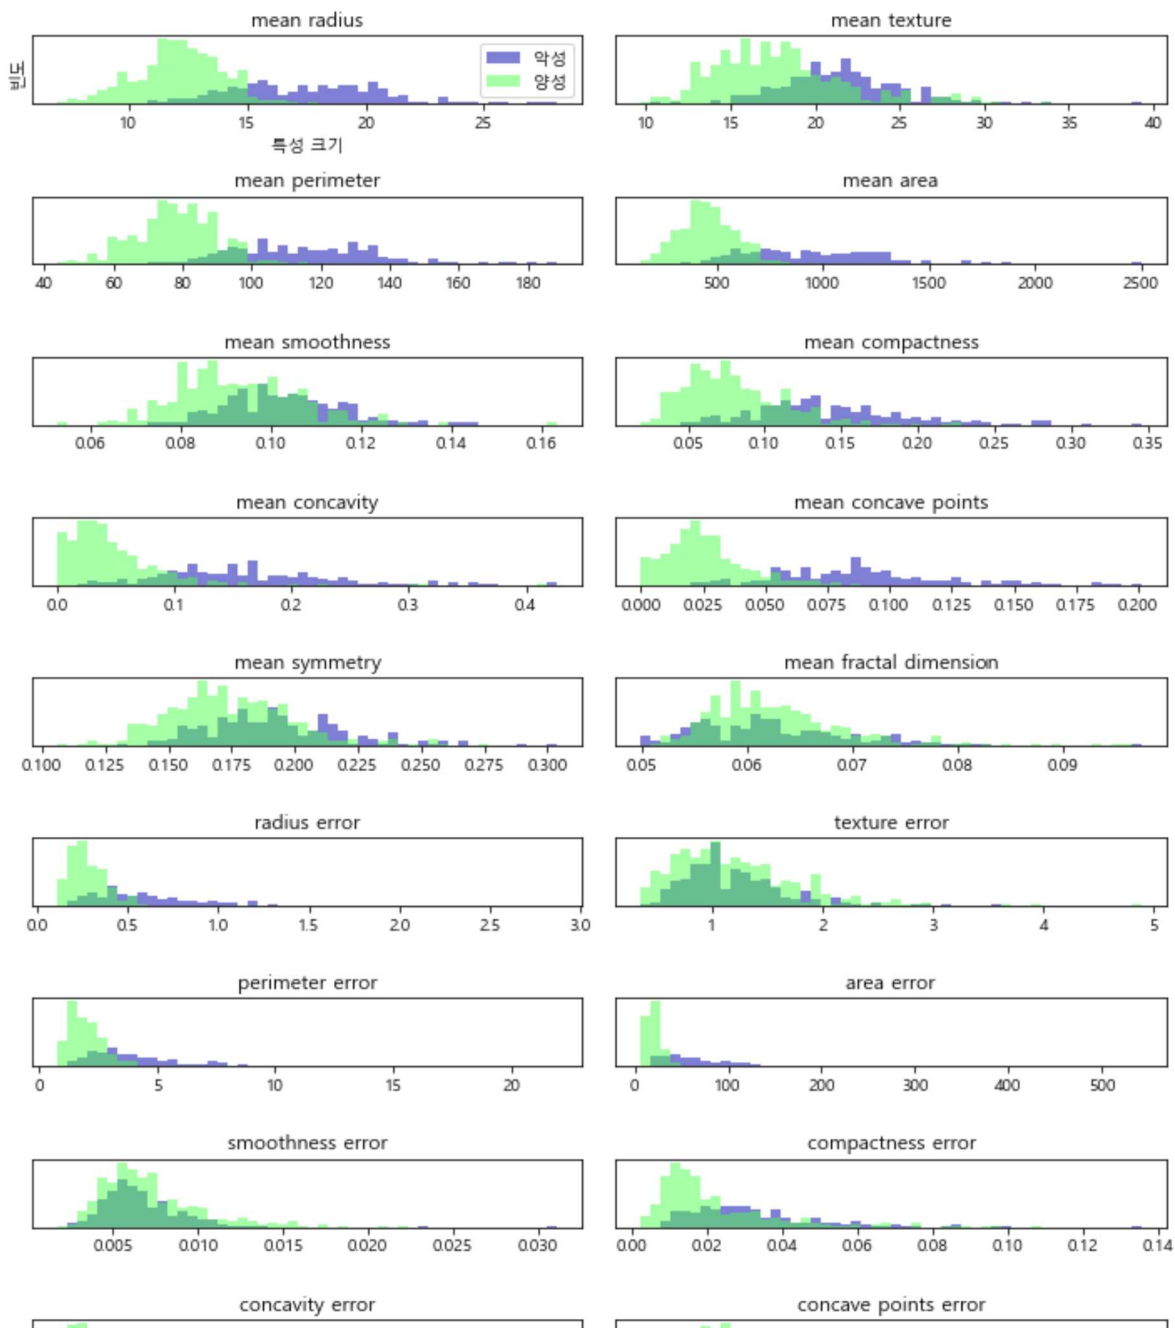 mean radius
mean texture
빈도
악성
양성
10 15 20 25
10 15 20 25 30 35 40
특성 크기
mean perimeter
mean area
40 60 80 100 120 140 160 180
500 1000 1500 2000 2500
mean smoothness
mean compactness
0.06 0.08 0.10 0.12 0.14 0.16
0.05 0.10 0.15 0.20 0.25 0.30 0.35
mean concavity
mean concave points
0.0 0.1 0.2 0.3 0.4
0.000 0.025 0.050 0.075 0.100 0.125 0.150 0.175 0.200
mean symmetry
mean fractal dimension
0.100 0.125 0.150 0.175 0.200 0.225 0.250 0.275 0.300
0.05 0.06 0.07 0.08 0.09
radius error
texture error
0.0 0.5 1.0 1.5 2.0 2.5 3.0
1 2 3 4 5
perimeter error
area error
0 5 10 15 20
0 100 200 300 400 500
smoothness error
compactness error
0.005 0.010 0.015 0.020 0.025 0.030
0.00 0.02 0.04 0.06 0.08 0.10 0.12 0.14
concavity error
concave points error